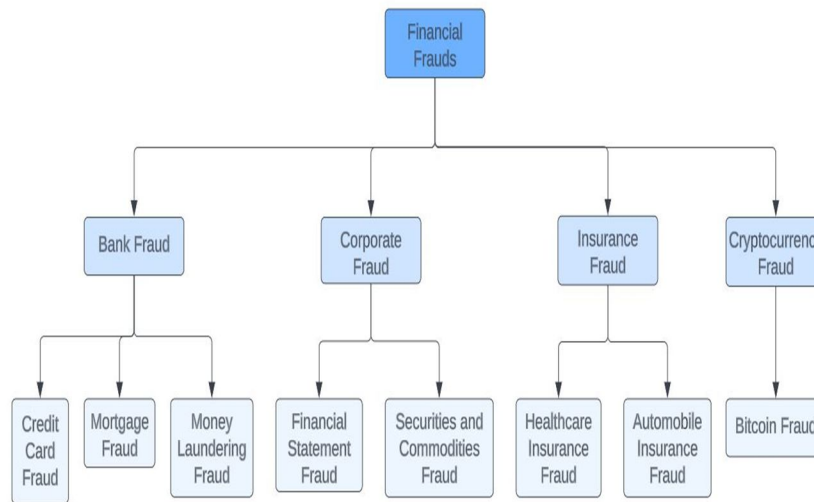 Financial
Frauds
Bank Fraud
Corporate
Fraud
Insurance
Fraud
Cryptocurrenc
Fraud
Credit
Card
Fraud
Mortgage
Fraud
Money
Laundering
Fraud
Financial
Statement
Fraud
Securities and
Commodities
Fraud
Healthcare
Insurance
Fraud
Automobile
Insurance
Fraud
Bitcoin Fraud